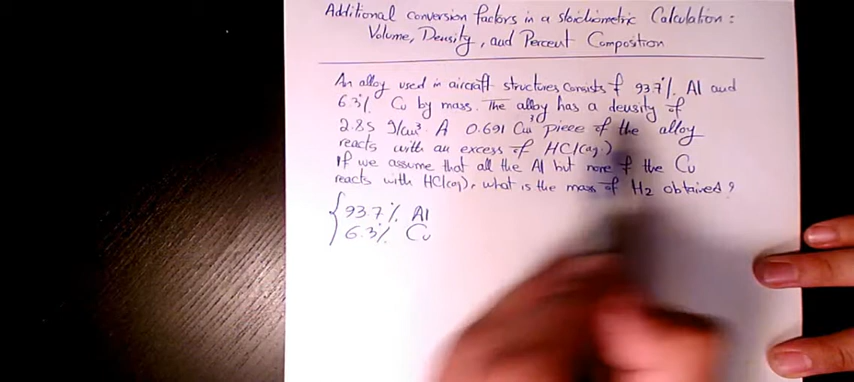 Additional conversion factors in a stoichiometric Calculation:
Volume, Density, and Percent Composition
An alloy used in aircraft structures consists of 93.7% Al and
6.3% Cu by mass. The alloy has a density of
2.85 g/cm³. A 0.691 Cm³ piece of the alloy
reacts with an excess of HCl(aq.)
If we assume that all the Al but none of the Cu
reacts with HCl(aq), what is the mass of H2 obtained?
93.7% Al
6.3% Cu